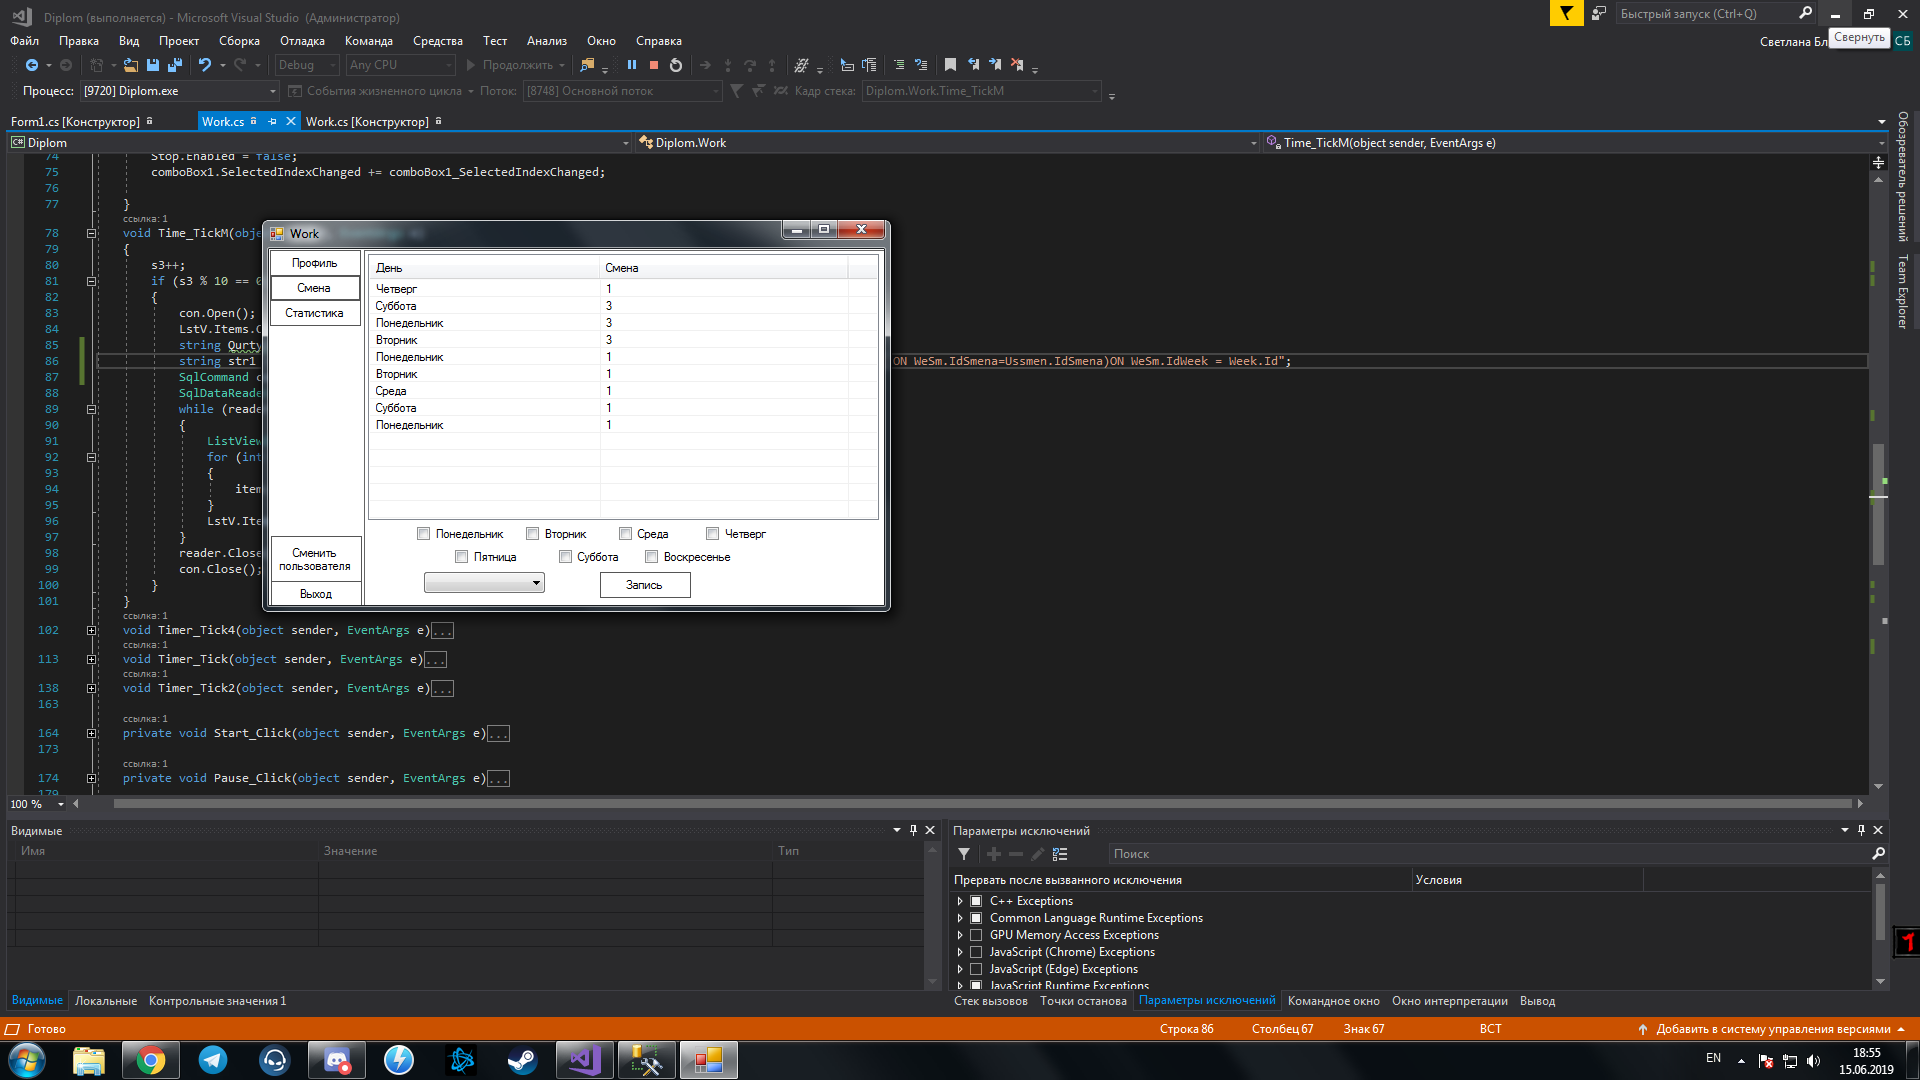 Diplom (выполняется) - Microsoft Visual Studio (Администратор)
Быстрый запуск (Ctrl+Q)
Файл Правка Вид Проект Сборка Отладка Команда Средства Тест Анализ Окно Справка
Светлана Бл
Свернуть
СБ
Debug Any CPU Продолжить
Процесс: [9720] Diplom.exe События жизненного цикла Поток: [8748] Основной поток Кадр стека: Diplom.Work.Time_TickM
Form1.cs [Конструктор] Work.cs Work.cs [Конструктор]
C# Diplom Diplom.Work Time_TickM(object sender, EventArgs e)
Обозреватель решений
Team Explorer
74 Stop.Enabled = false;
75 comboBox1.SelectedIndexChanged += comboBox1_SelectedIndexChanged;
76
77 }
ссылка: 1
78 void Time_TickM(obje
79 {
80 s3++;
81 if (s3 % 10 == 0
82 {
83 con.Open();
84 LstV.Items.C
85 string Qurty
86 string str1 ON WeSm.IdSmena=Ussmen.IdSmena)ON WeSm.IdWeek = Week.Id";
87 SqlCommand c
88 SqlDataReade
89 while (reade
90 {
91 ListView
92 for (int
93 {
94 item
95 }
96 LstV.Ite
97 }
98 reader.Close
99 con.Close();
100 }
101 }
ссылка: 1
102 void Timer_Tick4(object sender, EventArgs e)...
ссылка: 1
113 void Timer_Tick(object sender, EventArgs e)...
ссылка: 1
138 void Timer_Tick2(object sender, EventArgs e)...
163
ссылка: 1
164 private void Start_Click(object sender, EventArgs e)...
173
ссылка: 1
174 private void Pause_Click(object sender, EventArgs e)...
179
Work
Профиль
Смена
Статистика
День Смена
Четверг 1
Суббота 3
Понедельник 3
Вторник 3
Понедельник 1
Вторник 1
Среда 1
Суббота 1
Понедельник 1
Понедельник Вторник Среда Четверг
Пятница Суббота Воскресенье
Запись
Сменить
пользователя
Выход
100 %
Видимые
Имя Значение Тип
Видимые Локальные Контрольные значения 1
Параметры исключений
Поиск
Прервать после вызванного исключения Условия
C++ Exceptions
Common Language Runtime Exceptions
GPU Memory Access Exceptions
JavaScript (Chrome) Exceptions
JavaScript (Edge) Exceptions
JavaScript Runtime Exceptions
Стек вызовов Точки останова Параметры исключений Командное окно Окно интерпретации Вывод
Готово Строка 86 Столбец 67 Знак 67 ВСТ Добавить в систему управления версиями
EN
18:55
15.06.2019